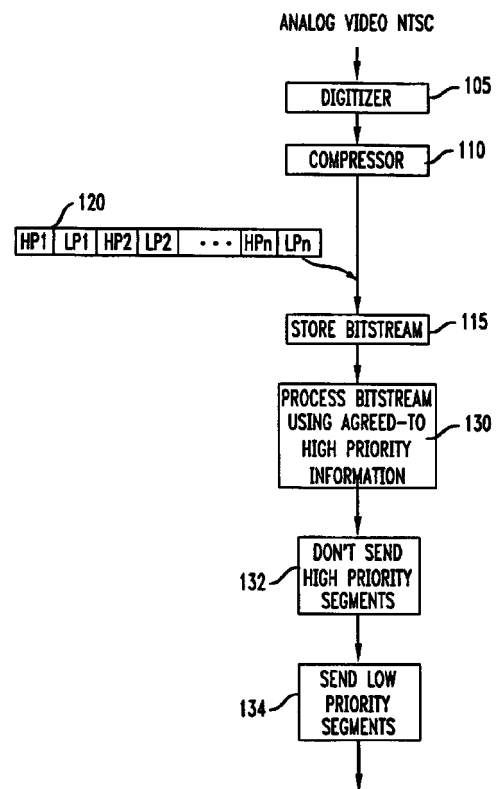 ANALOG VIDEO NTSC
DIGITIZER
105
COMPRESSOR
110
120
HP1 LP1 HP2 LP2 ... HPn LPn
STORE BITSTREAM
115
PROCESS BITSTREAM
USING AGREED-TO
HIGH PRIORITY
INFORMATION
130
DON'T SEND
HIGH PRIORITY
SEGMENTS
132
SEND LOW
PRIORITY
SEGMENTS
134